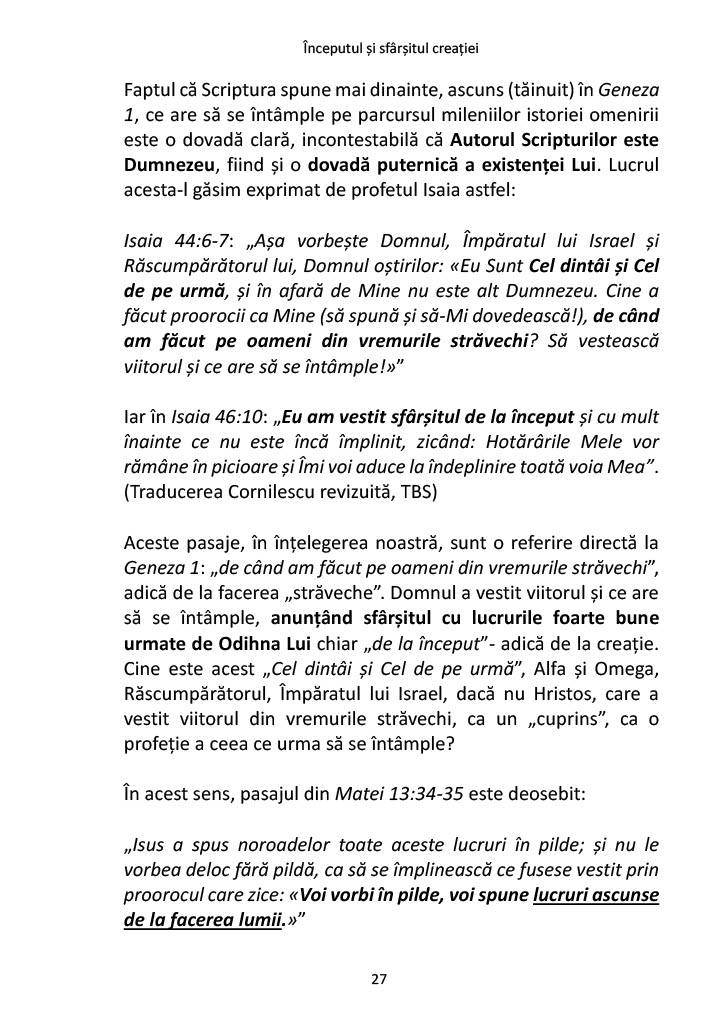 Începutul și sfârșitul creației
Faptul că Scriptura spune mai dinainte, ascuns (tăinuit) în Geneza
1, ce are să se întâmple pe parcursul mileniilor istoriei omenirii
este o dovadă clară, incontestabilă că Autorul Scripturilor este
Dumnezeu, fiind și o dovadă puternică a existenței Lui. Lucrul
acesta-l găsim exprimat de profetul Isaia astfel:
Isaia 44:6-7: „Așa vorbește Domnul, Împăratul lui Israel și
Răscumpărătorul lui, Domnul oștirilor: «Eu Sunt Cel dintâi și Cel
de pe urmă, și în afară de Mine nu este alt Dumnezeu. Cine a
făcut proorocii ca Mine (să spună și să-Mi dovedească!), de când
am făcut pe oameni din vremurile străvechi? Să vestească
viitorul și ce are să se întâmple!»”
Iar în Isaia 46:10: „Eu am vestit sfârșitul de la început și cu mult
înainte ce nu este încă împlinit, zicând: Hotărârile Mele vor
rămâne în picioare și Îmi voi aduce la îndeplinire toată voia Mea”.
(Traducerea Cornilescu revizuită, TBS)
Aceste pasaje, în înțelegerea noastră, sunt o referire directă la
Geneza 1: „de când am făcut pe oameni din vremurile străvechi”,
adică de la facerea „străveche”. Domnul a vestit viitorul și ce are
să se întâmple, anunțând sfârșitul cu lucrurile foarte bune
urmate de Odihna Lui chiar „de la început”- adică de la creație.
Cine este acest „Cel dintâi și Cel de pe urmă”, Alfa și Omega,
Răscumpărătorul, Împăratul lui Israel, dacă nu Hristos, care a
vestit viitorul din vremurile străvechi, ca un „cuprins”, ca o
profeție a ceea ce urma să se întâmple?
În acest sens, pasajul din Matei 13:34-35 este deosebit:
„Isus a spus noroadelor toate aceste lucruri în pilde; și nu le
vorbea deloc fără pildă, ca să se împlinească ce fusese vestit prin
proorocul care zice: «Voi vorbi în pilde, voi spune lucruri ascunse
de la facerea lumii.»”
27